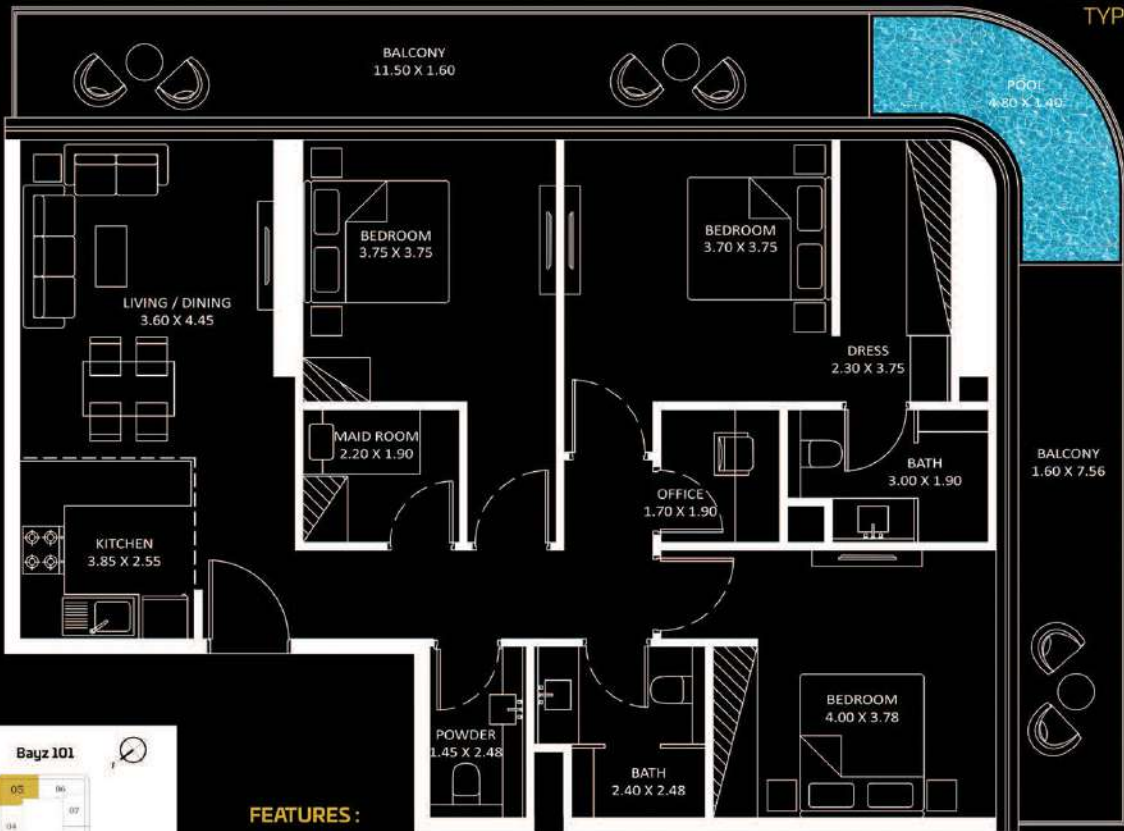 TYP
BALCONY
11.50 X 1.60
POOL
4.80 X 1.40
BEDROOM
3.75 X 3.75
BEDROOM
3.70 X 3.75
LIVING / DINING
3.60 X 4.45
DRESS
2.30 X 3.75
MAID ROOM
2.20 X 1.90
BALCONY
1.60 X 7.56
BATH
3.00 X 1.90
OFFICE
1.70 X 1.90
KITCHEN
3.85 X 2.55
BEDROOM
4.00 X 3.78
POWDER
1.45 X 2.48
BATH
2.40 X 2.48
Bayz 101
05 06
07
04
FEATURES :